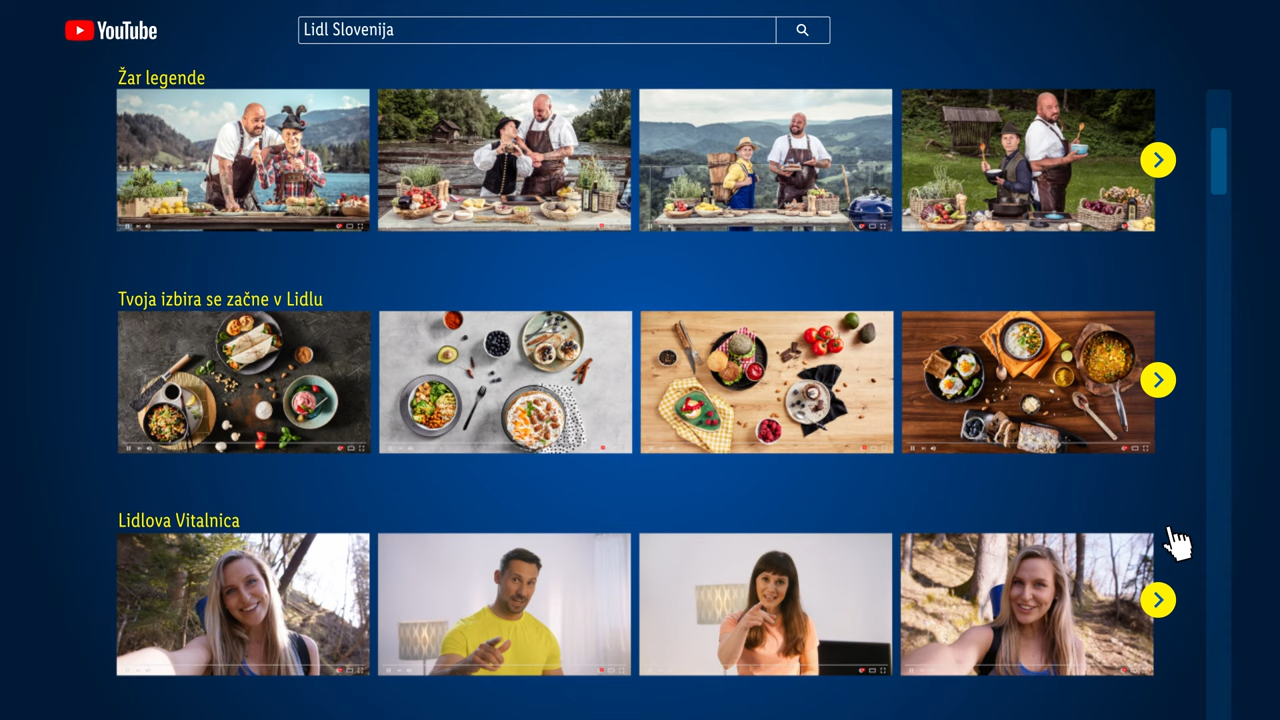 YouTube
Lidl Slovenija
Žar legende
Tvoja izbira se začne v Lidlu
Lidlova Vitalnica